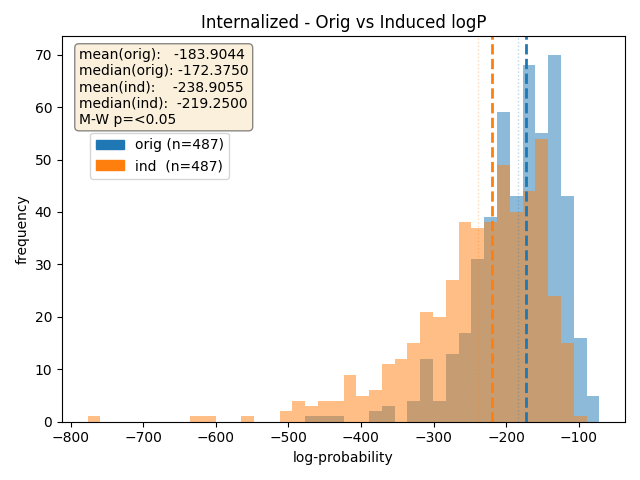 Internalized - Orig vs Induced logP
mean(orig): -183.9044
median(orig): -172.3750
mean(ind): -238.9055
median(ind): -219.2500
M-W p=<0.05
orig (n=487)
ind (n=487)
frequency
70
60
50
40
30
20
10
0
−800 −700 −600 −500 −400 −300 −200 −100
log-probability